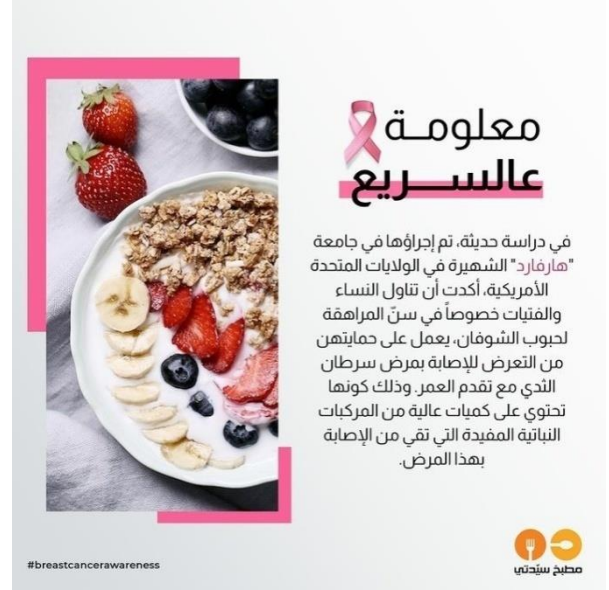 معلومة
عالسريع
في دراسة حديثة، تم إجراؤها في جامعة
"هارفارد" الشهيرة في الولايات المتحدة
الأمريكية، أكدت أن تناول النساء
والفتيات خصوصاً في سنّ المراهقة
لحبوب الشوفان، يعمل على حمايتهن
من التعرض للإصابة بمرض سرطان
الثدي مع تقدم العمر. وذلك كونها
تحتوي على كميات عالية من المركبات
النباتية المفيدة التي تقي من الإصابة
بهذا المرض.
#breastcancerawareness
مطبخ سيّدتي